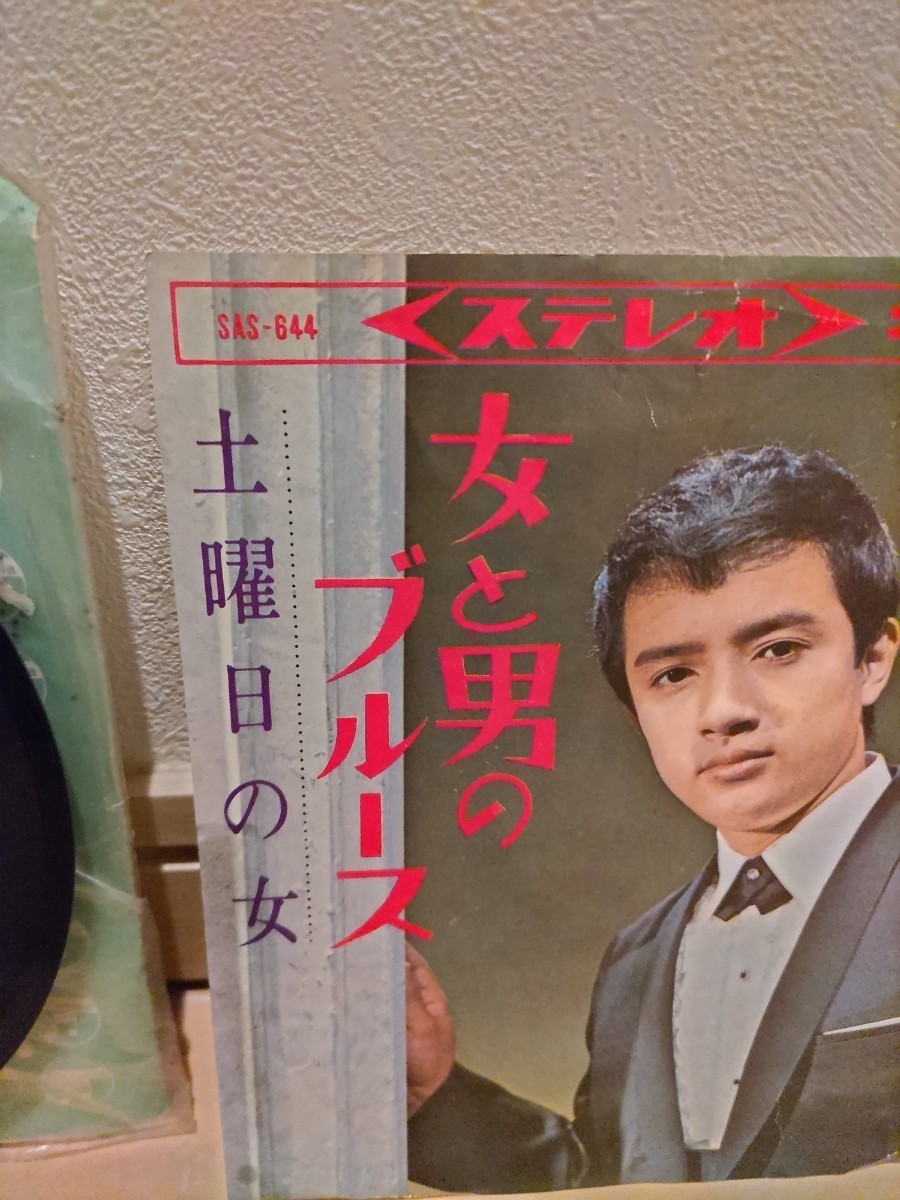 SAS-644
ステレオ
女と男の
ブルース
土曜日の女